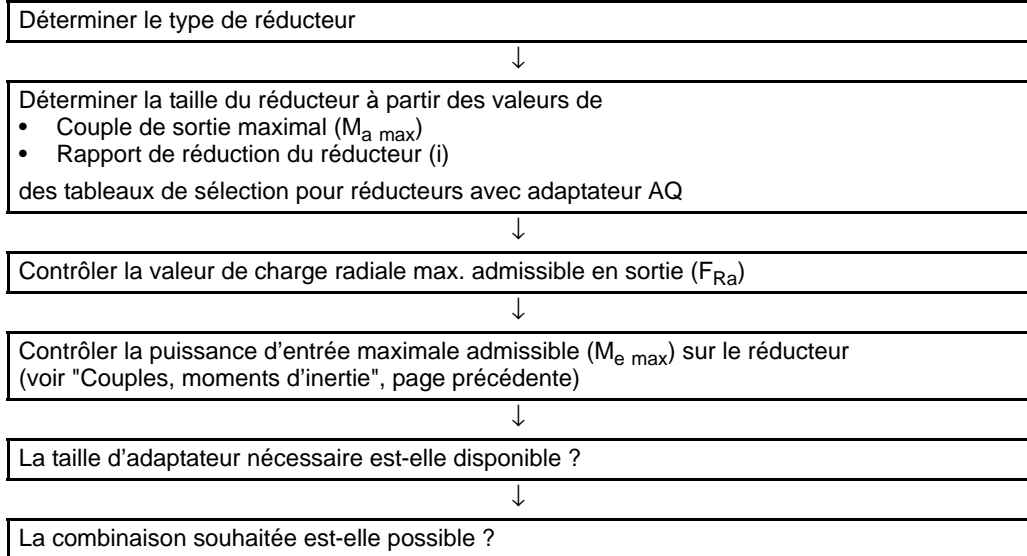 Déterminer le type de réducteur
↓
Déterminer la taille du réducteur à partir des valeurs de
• Couple de sortie maximal (Ma max)
• Rapport de réduction du réducteur (i)
des tableaux de sélection pour réducteurs avec adaptateur AQ
↓
Contrôler la valeur de charge radiale max. admissible en sortie (FRa)
↓
Contrôler la puissance d'entrée maximale admissible (Me max) sur le réducteur
(voir "Couples, moments d'inertie", page précédente)
↓
La taille d'adaptateur nécessaire est-elle disponible ?
↓
La combinaison souhaitée est-elle possible ?